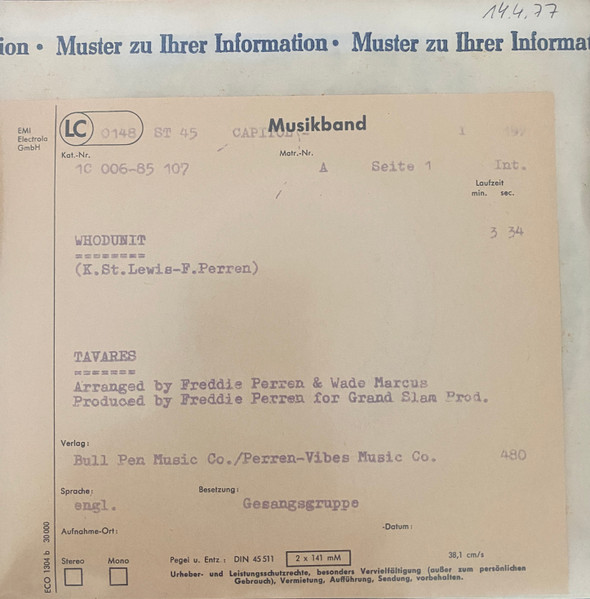 14.4.77
ion • Muster zu Ihrer Information • Muster zu Ihrer Informat
EMI
Electrola
GmbH
LC 0148 ST 45 CAPITOL Musikband 1
Kat.-Nr. Matr.-Nr.
1C 006-85 107 A Seite 1 Int.
Laufzeit
min. sec.
WHODUNIT 3 34
========
(K.St.Lewis-F.Perren)
TAVARES
=======
Arranged by Freddie Perren & Wade Marcus
Produced by Freddie Perren for Grand Slam Prod.
Verlag:
Bull Pen Music Co./Perren-Vibes Music Co. 480
Sprache: Besetzung:
engl. Gesangsgruppe
Aufnahme-Ort: -Datum:
Stereo Mono Pegel u. Entz.: DIN 45511 2 x 141 mM 38,1 cm/s
Urheber- und Leistungsschutzrechte, besonders Vervielfältigung (außer zum persönlichen
Gebrauch), Vermietung, Aufführung, Sendung, vorbehalten.
ECO 1304 b 30000